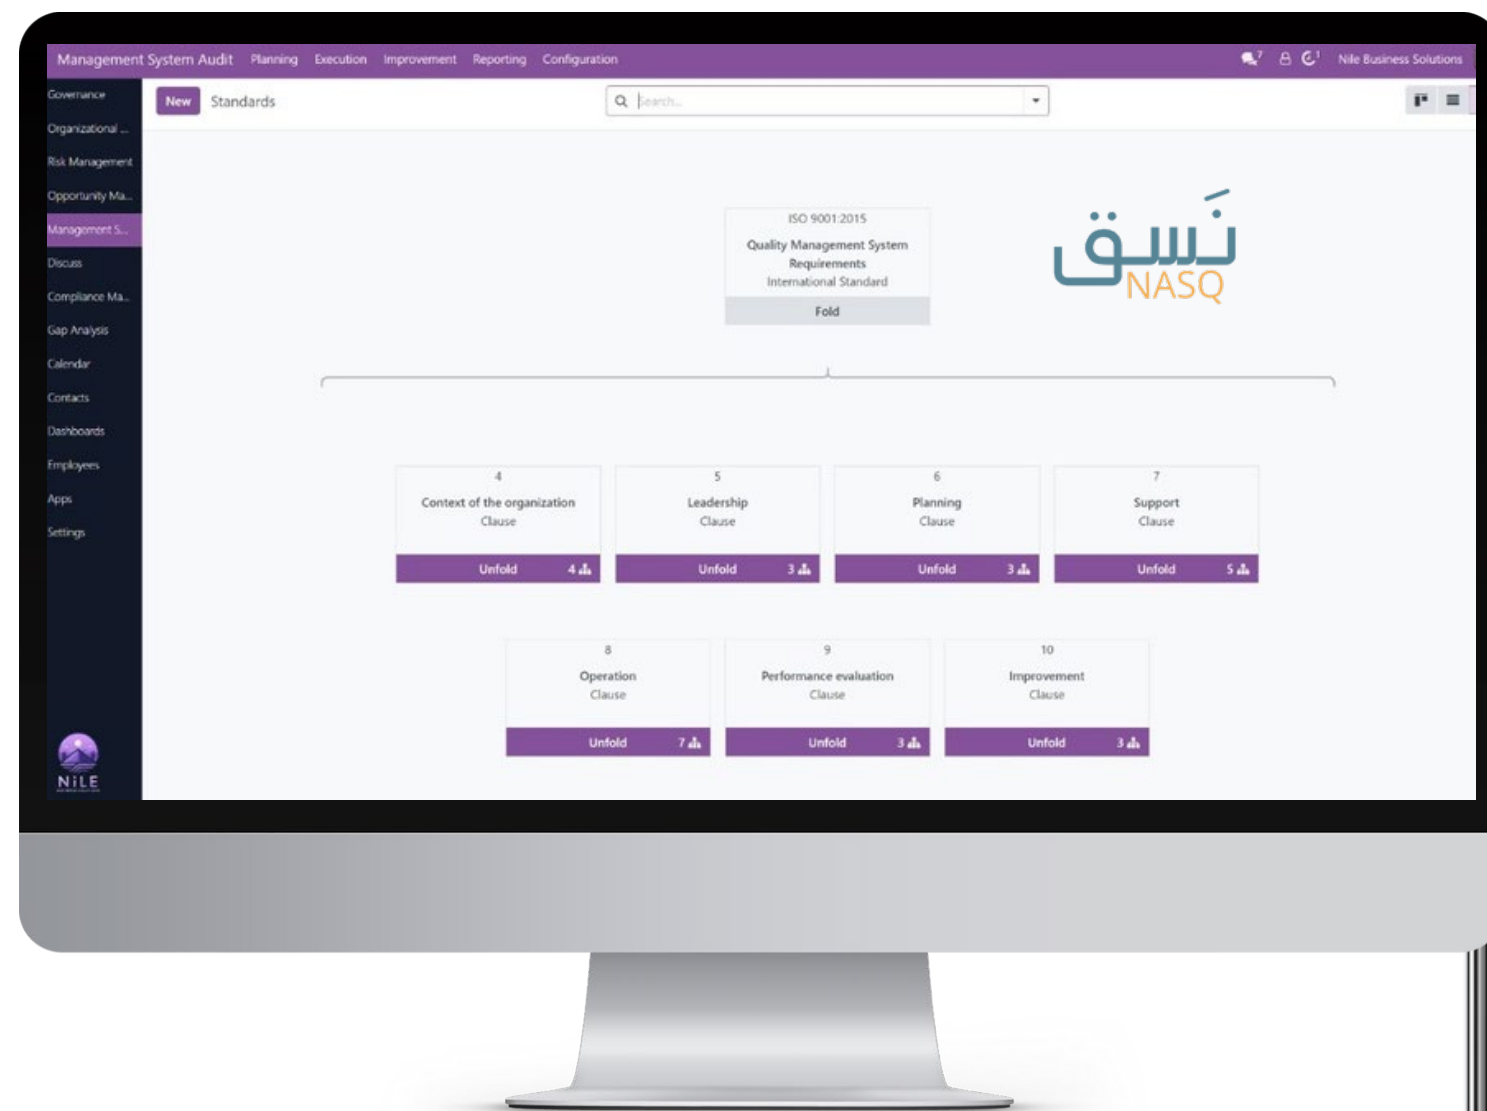 Management System Audit Planning Execution Improvement Reporting Configuration 7 1 Nile Business Solutions
Governance
Organizational ...
Risk Management
Opportunity Ma...
Management S...
Discuss
Compliance Ma...
Gap Analysis
Calendar
Contacts
Dashboards
Employees
Apps
Settings
NiLE
New Standards Search...
ISO 9001:2015
Quality Management System
Requirements
International Standard
Fold
نَسق
NASQ
4
Context of the organization
Clause
Unfold 4
5
Leadership
Clause
Unfold 3
6
Planning
Clause
Unfold 3
7
Support
Clause
Unfold 5
8
Operation
Clause
Unfold 7
9
Performance evaluation
Clause
Unfold 3
10
Improvement
Clause
Unfold 3